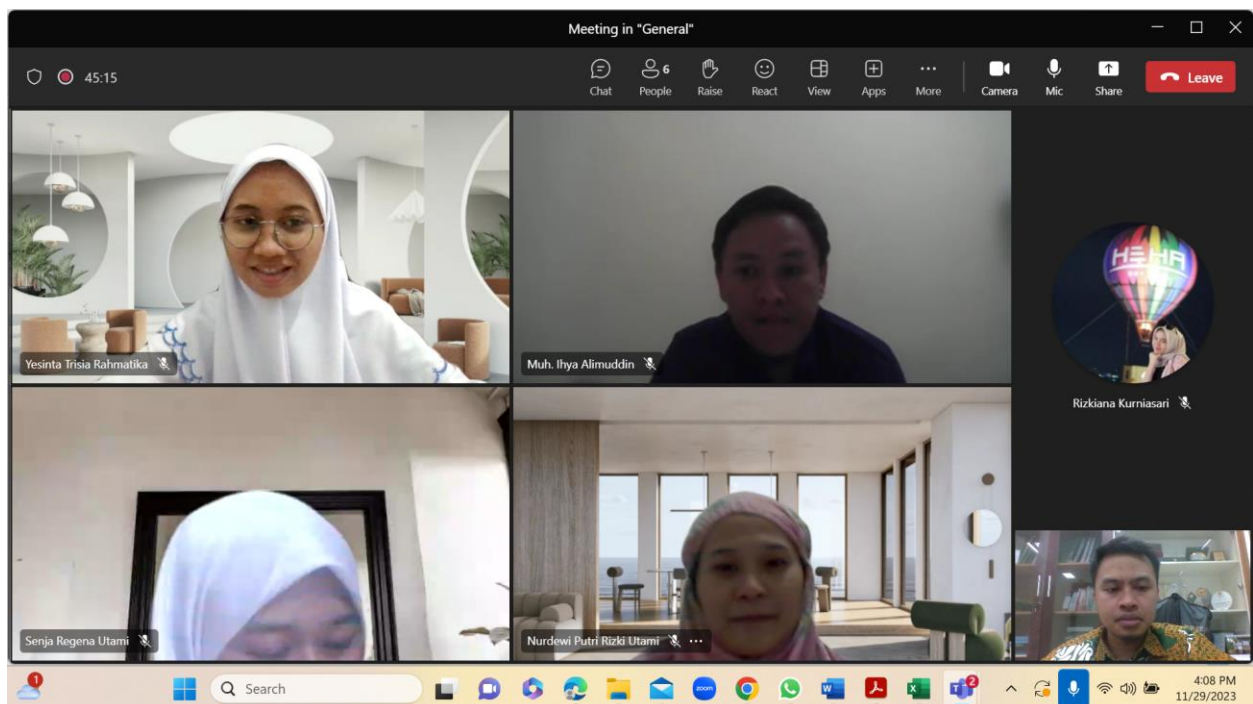 Meeting in "General"
45:15
6
Chat People Raise React View Apps More Camera Mic Share Leave
Yesinta Trisia Rahmatika
Muh. Ihya Alimuddin
HEHA
Rizkiana Kurniasari
Senja Regena Utami
Nurdewi Putri Rizki Utami
1
Search
zoom
2
4:08 PM
11/29/2023